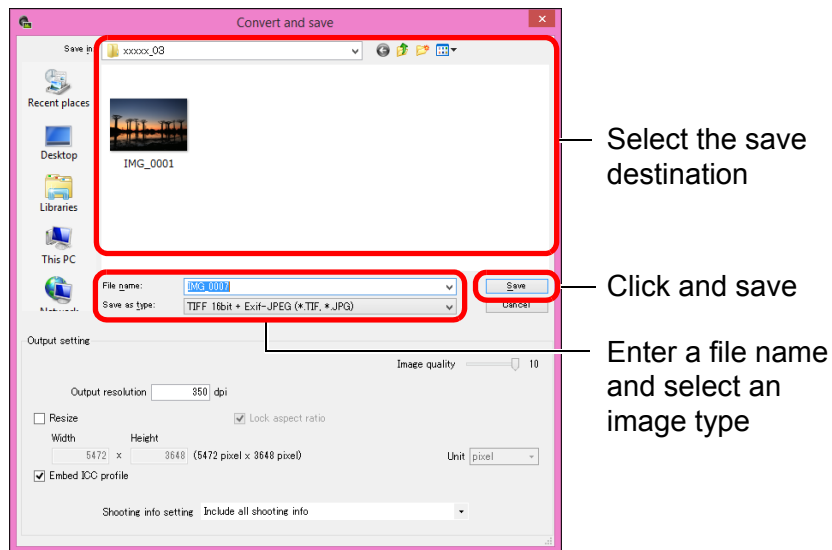 Convert and save
Save in: xxxxx_03
Recent places
Desktop
Libraries
This PC
IMG_0001
Select the save
destination
File name: IMG_0007 Save
Save as type: TIFF 16bit + Exif-JPEG (*.TIF, *.JPG) Cancel
Click and save
Enter a file name
and select an
image type
Output setting
Image quality 10
Output resolution 350 dpi
Resize Lock aspect ratio
Width Height
5472 x 3648 (5472 pixel x 3648 pixel) Unit pixel
Embed ICC profile
Shooting info setting Include all shooting info